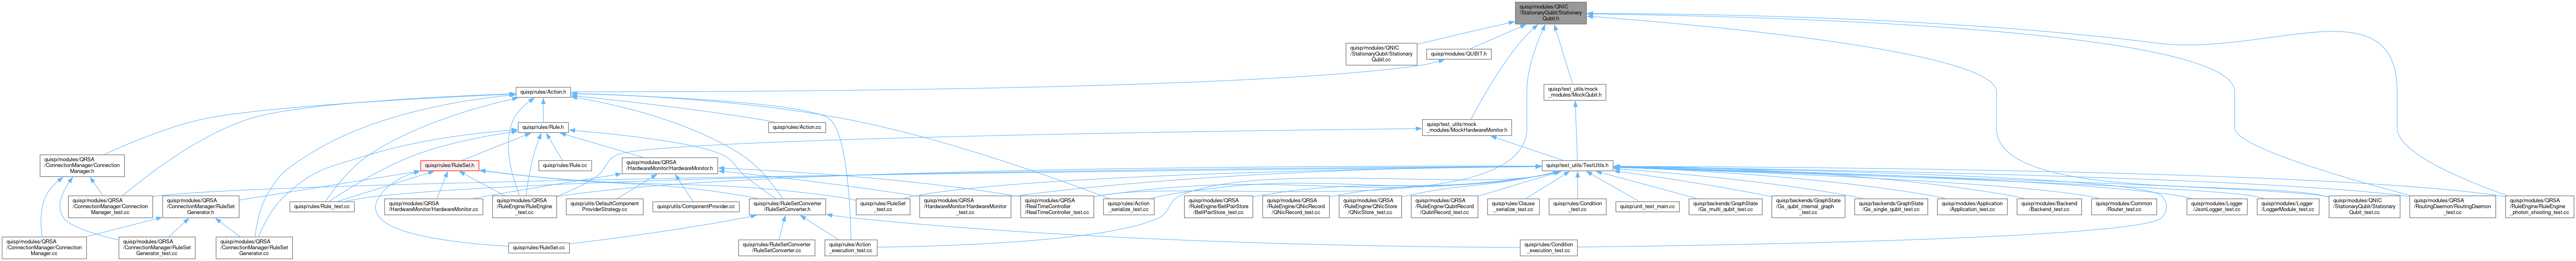 quisp/modules/QNIC
/StationaryQubit/Stationary
Qubit.h
quisp/modules/QNIC
/StationaryQubit/Stationary
Qubit.cc
quisp/modules/QUBIT.h
quisp/rules/Action.h
quisp/test_utils/mock
_modules/MockQubit.h
quisp/rules/Rule.h
quisp/rules/Action.cc
quisp/test_utils/mock
_modules/MockHardwareMonitor.h
quisp/modules/QRSA
/ConnectionManager/Connection
Manager.h
quisp/rules/RuleSet.h
quisp/rules/Rule.cc
quisp/modules/QRSA
/HardwareMonitor/HardwareMonitor.h
quisp/test_utils/TestUtils.h
quisp/modules/QRSA
/ConnectionManager/Connection
Manager_test.cc
quisp/modules/QRSA
/ConnectionManager/RuleSet
Generator.h
quisp/rules/Rule_test.cc
quisp/modules/QRSA
/HardwareMonitor/HardwareMonitor.cc
quisp/modules/QRSA
/RuleEngine/RuleEngine
_test.cc
quisp/utils/DefaultComponent
ProviderStrategy.cc
quisp/utils/ComponentProvider.cc
quisp/rules/RuleSetConverter
/RuleSetConverter.h
quisp/rules/RuleSet
_test.cc
quisp/modules/QRSA
/HardwareMonitor/HardwareMonitor
_test.cc
quisp/modules/QRSA
/RealTimeController
/RealTimeController_test.cc
quisp/rules/Action
_serialize_test.cc
quisp/modules/QRSA
/RuleEngine/BellPairStore
/BellPairStore_test.cc
quisp/modules/QRSA
/RuleEngine/QNicRecord
/QNicRecord_test.cc
quisp/modules/QRSA
/RuleEngine/QNicStore
/QNicStore_test.cc
quisp/modules/QRSA
/RuleEngine/QubitRecord
/QubitRecord_test.cc
quisp/rules/Clause
_serialize_test.cc
quisp/rules/Condition
_test.cc
quisp/unit_test_main.cc
quisp/backends/GraphState
/Gs_multi_qubit_test.cc
quisp/backends/GraphState
/Gs_qubit_internal_graph
_test.cc
quisp/backends/GraphState
/Gs_single_qubit_test.cc
quisp/modules/Application
/Application_test.cc
quisp/modules/Backend
/Backend_test.cc
quisp/modules/Common
/Router_test.cc
quisp/modules/Logger
/JsonLogger_test.cc
quisp/modules/Logger
/LoggerModule_test.cc
quisp/modules/QNIC
/StationaryQubit/Stationary
Qubit_test.cc
quisp/modules/QRSA
/RoutingDaemon/RoutingDaemon
_test.cc
quisp/modules/QRSA
/RuleEngine/RuleEngine
_photon_shooting_test.cc
quisp/modules/QRSA
/ConnectionManager/Connection
Manager.cc
quisp/modules/QRSA
/ConnectionManager/RuleSet
Generator_test.cc
quisp/modules/QRSA
/ConnectionManager/RuleSet
Generator.cc
quisp/rules/RuleSet.cc
quisp/rules/RuleSetConverter
/RuleSetConverter.cc
quisp/rules/Action
_execution_test.cc
quisp/rules/Condition
_execution_test.cc